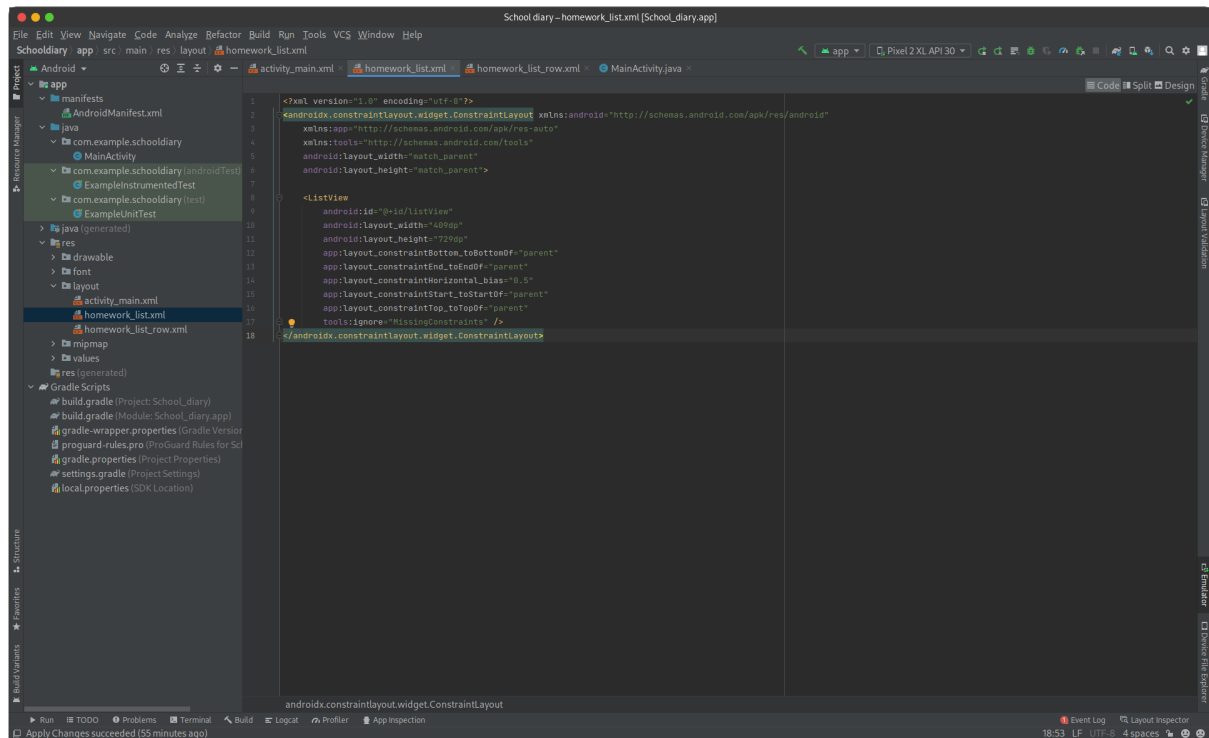 School diary – homework_list.xml [School_diary.app]
File Edit View Navigate Code Analyze Refactor Build Run Tools VCS Window Help
Schooldiary app src main res layout homework_list.xml
app Pixel 2 XL API 30
Android
activity_main.xml homework_list.xml homework_list_row.xml MainActivity.java
Code Split Design
Project
Resource Manager
Structure
Favorites
Build Variants
app
manifests
AndroidManifest.xml
java
com.example.schooldiary
MainActivity
com.example.schooldiary (androidTest)
ExampleInstrumentedTest
com.example.schooldiary (test)
ExampleUnitTest
java (generated)
res
drawable
font
layout
activity_main.xml
homework_list.xml
homework_list_row.xml
mipmap
values
res (generated)
Gradle Scripts
build.gradle (Project: School_diary)
build.gradle (Module: School_diary.app)
gradle-wrapper.properties (Gradle Version
proguard-rules.pro (ProGuard Rules for Scl
gradle.properties (Project Properties)
settings.gradle (Project Settings)
local.properties (SDK Location)
1 <?xml version="1.0" encoding="utf-8"?>
2 <androidx.constraintlayout.widget.ConstraintLayout xmlns:android="http://schemas.android.com/apk/res/android"
3 xmlns:app="http://schemas.android.com/apk/res-auto"
4 xmlns:tools="http://schemas.android.com/tools"
5 android:layout_width="match_parent"
6 android:layout_height="match_parent">
7
8 <ListView
9 android:id="@+id/listView"
10 android:layout_width="409dp"
11 android:layout_height="729dp"
12 app:layout_constraintBottom_toBottomOf="parent"
13 app:layout_constraintEnd_toEndOf="parent"
14 app:layout_constraintHorizontal_bias="0.5"
15 app:layout_constraintStart_toStartOf="parent"
16 app:layout_constraintTop_toTopOf="parent"
17 tools:ignore="MissingConstraints" />
18 </androidx.constraintlayout.widget.ConstraintLayout>
androidx.constraintlayout.widget.ConstraintLayout
Gradle
Device Manager
Layout Validation
Emulator
Device File Explorer
Run TODO Problems Terminal Build Logcat Profiler App Inspection
1 Event Log Layout Inspector
Apply Changes succeeded (55 minutes ago)
18:53 LF UTF-8 4 spaces